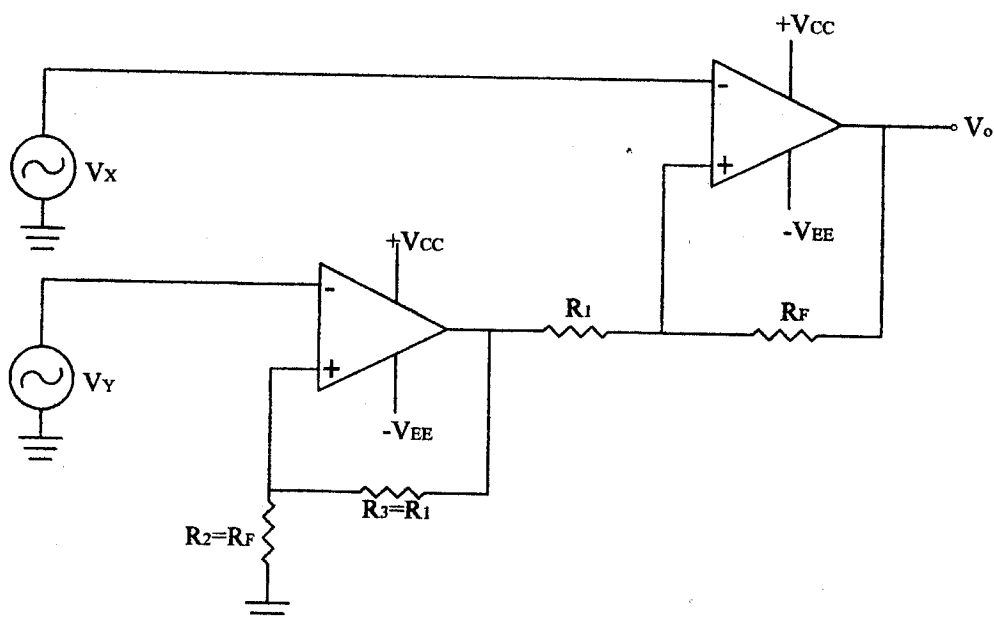 +VCC
-
+
Vo
-VEE
VX
+VCC
-
+
-VEE
VY
R1
RF
R3=R1
R2=RF